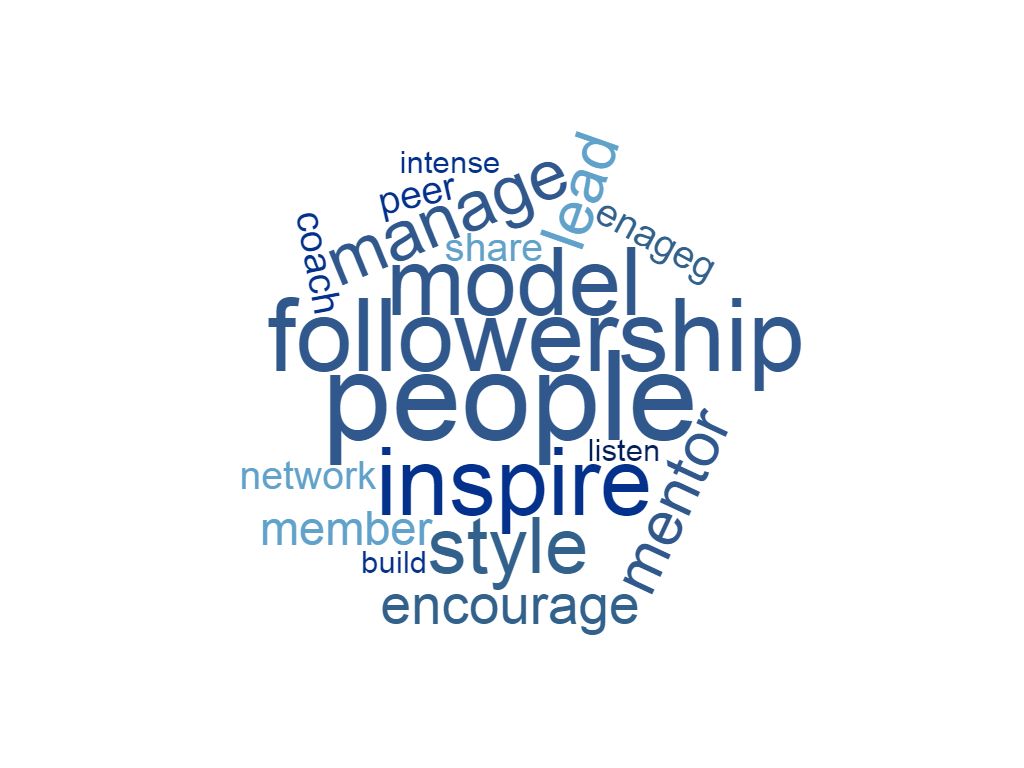 intense
peer
manage
lead
coach
share
enageg
model
followership
people
listen
mentor
network
inspire
member
style
build
encourage